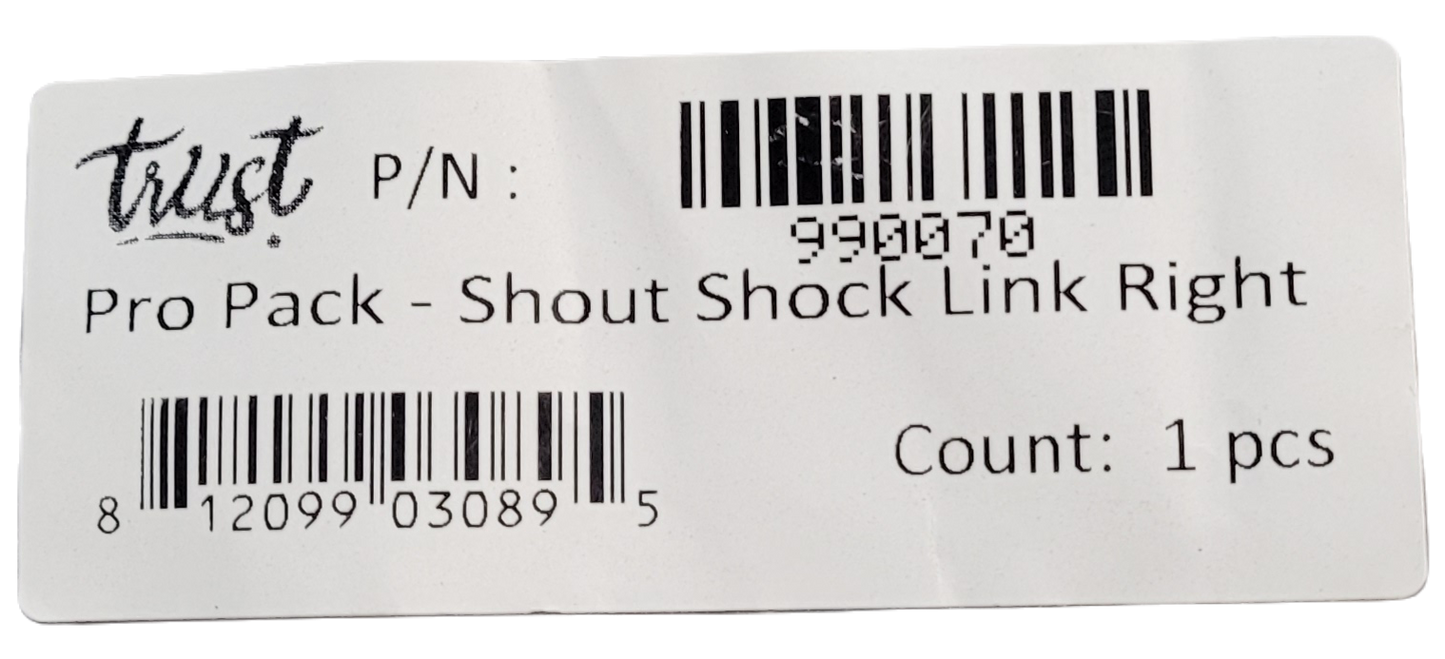 trust. P/N :
990070
Pro Pack - Shout Shock Link Right
Count: 1 pcs
8 12099 03089 5